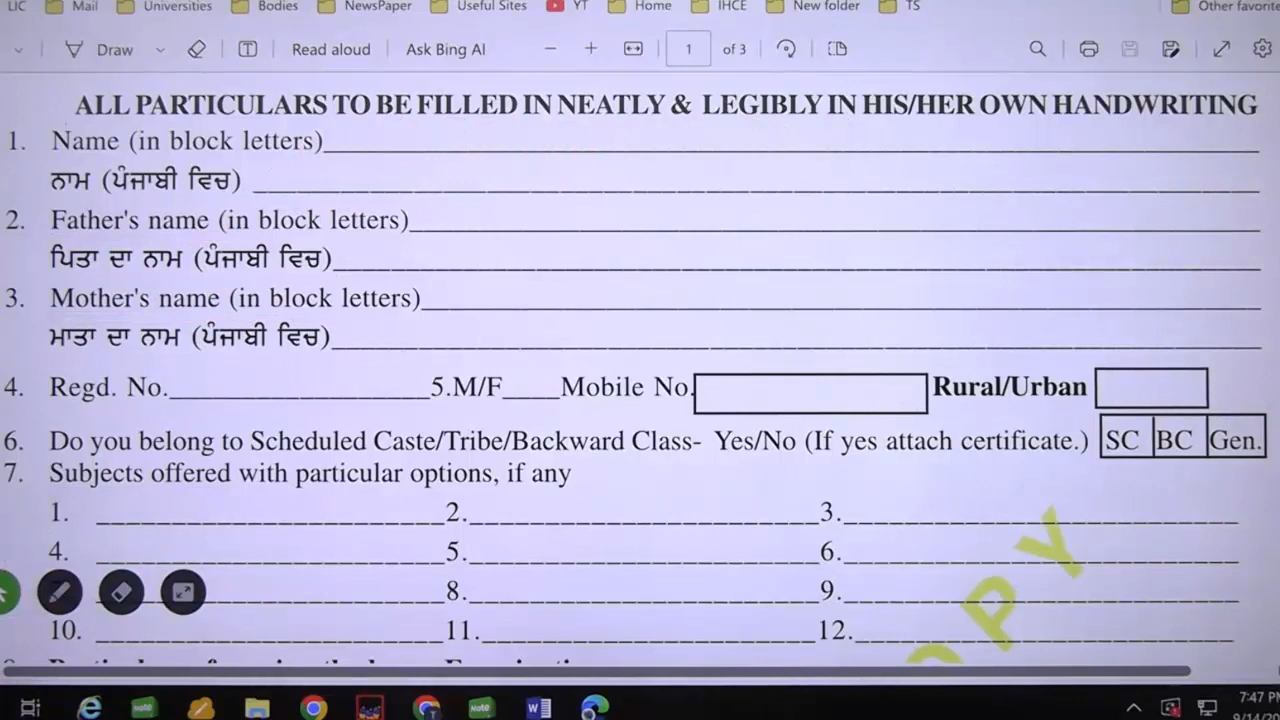 LIC Mail Universities Bodies NewsPaper Useful Sites YT Home IHCE New folder TS Other favorite
Draw Read aloud Ask Bing AI 1 of 3
ALL PARTICULARS TO BE FILLED IN NEATLY & LEGIBLY IN HIS/HER OWN HANDWRITING
1. Name (in block letters)
ਨਾਮ (ਪੰਜਾਬੀ ਵਿਚ)
2. Father's name (in block letters)
ਪਿਤਾ ਦਾ ਨਾਮ (ਪੰਜਾਬੀ ਵਿਚ)
3. Mother's name (in block letters)
ਮਾਤਾ ਦਾ ਨਾਮ (ਪੰਜਾਬੀ ਵਿਚ)
4. Regd. No. 5.M/F Mobile No. Rural/Urban
6. Do you belong to Scheduled Caste/Tribe/Backward Class- Yes/No (If yes attach certificate.) SC BC Gen.
7. Subjects offered with particular options, if any
1. 2. 3.
4. 5. 6.
8. 9.
10. 11. 12.
P Y
note note W
7:47 PM